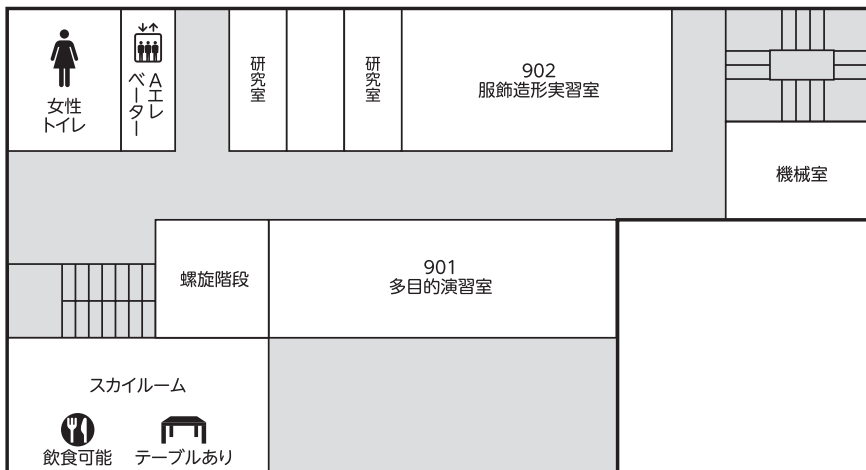 女性
トイレ
Aエレ
ベーター
研究室
研究室
902
服飾造形実習室
機械室
螺旋階段
901
多目的演習室
スカイルーム
飲食可能
テーブルあり